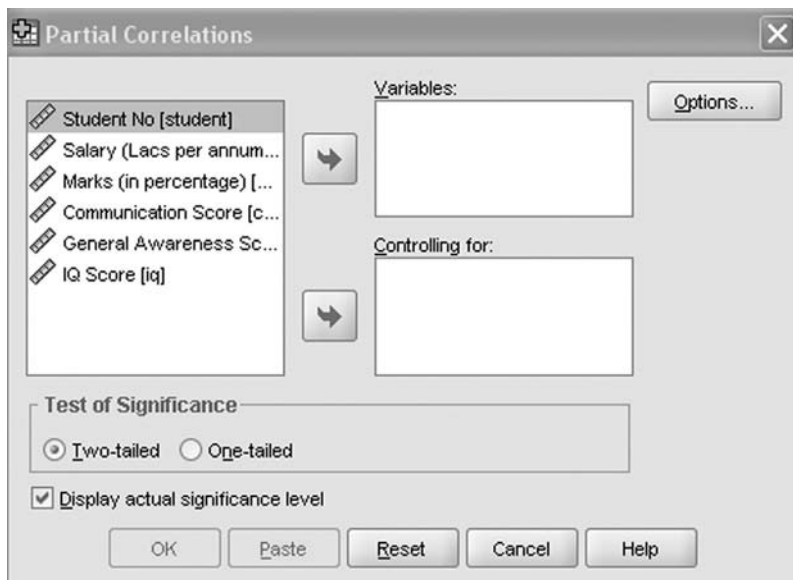 Partial Correlations
Student No [student]
Salary (Lacs per annum...
Marks (in percentage) [...
Communication Score [c...
General Awareness Sc...
IQ Score [iq]
Variables:
Options...
Controlling for:
Test of Significance
Two-tailed One-tailed
Display actual significance level
OK Paste Reset Cancel Help